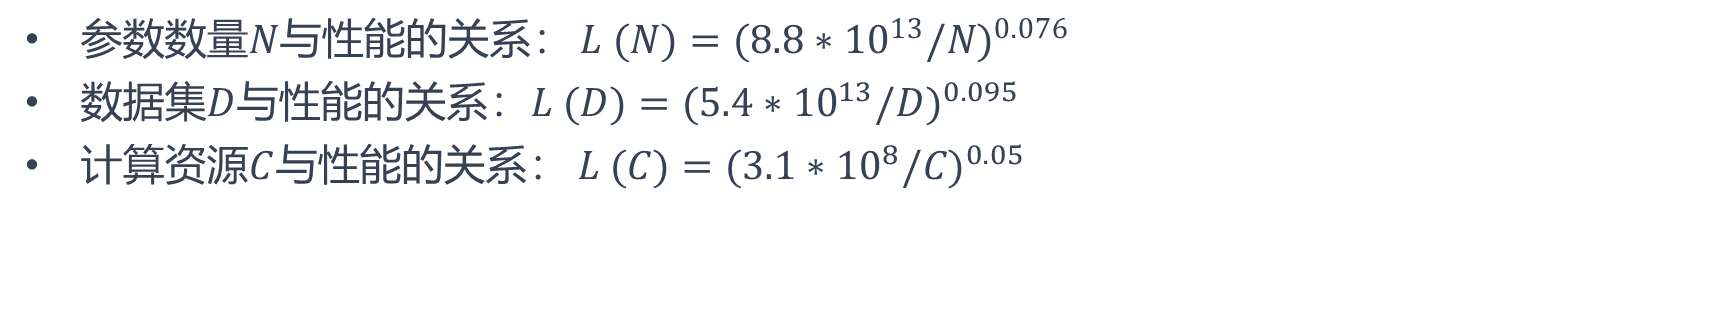 • 参数数量N与性能的关系： L (N) = (8.8 * 10^13/N)^0.076
• 数据集D与性能的关系：L (D) = (5.4 * 10^13/D)^0.095
• 计算资源C与性能的关系： L (C) = (3.1 * 10^8/C)^0.05